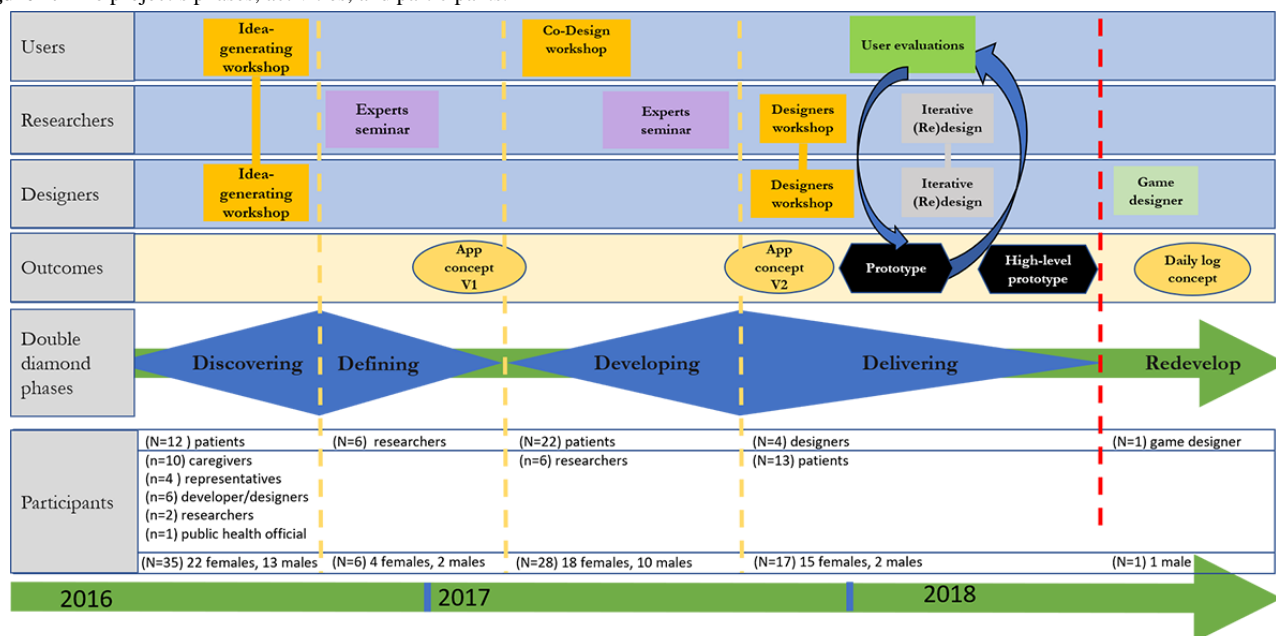 Users
Idea-
generating
workshop
Co-Design
workshop
User evaluations
Researchers
Experts
seminar
Experts
seminar
Designers
workshop
Iterative
(Re)design
Designers
Idea-
generating
workshop
Designers
workshop
Iterative
(Re)design
Game
designer
Outcomes
App
concept
V1
App
concept
V2
Prototype
High-level
prototype
Daily log
concept
Double
diamond
phases
Discovering
Defining
Developing
Delivering
Redevelop
Participants
(N=12 ) patients
(n=10) caregivers
(n=4 ) representatives
(n=6) developer/designers
(n=2) researchers
(n=1) public health official
(N=35) 22 females, 13 males
(N=6)  researchers
(N=6) 4 females, 2 males
(N=22) patients
(n=6) researchers
(N=28) 18 females, 10 males
(N=4) designers
(N=13) patients
(N=17) 15 females, 2 males
(N=1) game designer
(N=1) 1 male
2016
2017
2018